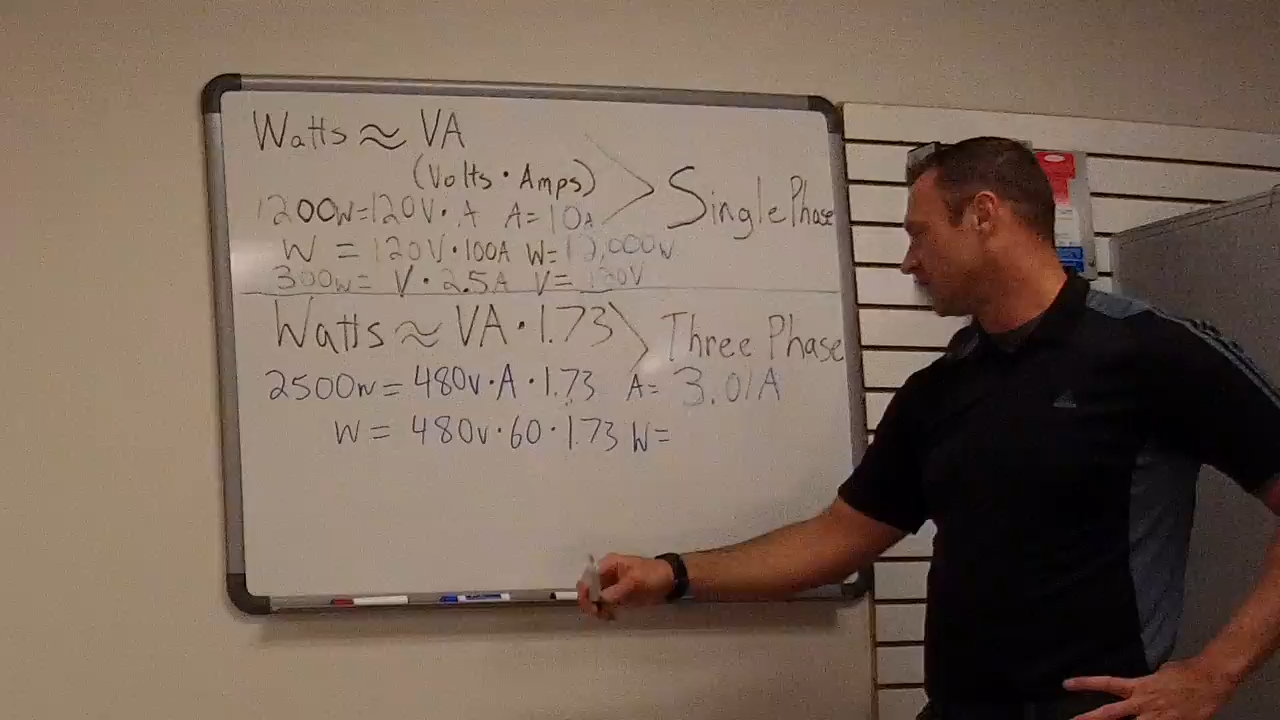 Watts ≈ VA
(Volts · Amps)
Single Phase
1200w=120V· A A= 10A
W = 120V·100A W= 12,000w
300w= V · 2.5A V= 120V
Watts ≈ VA·1.73
Three Phase
2500w= 480v·A·1.73 A= 3.01A
W = 480v·60·1.73 W=